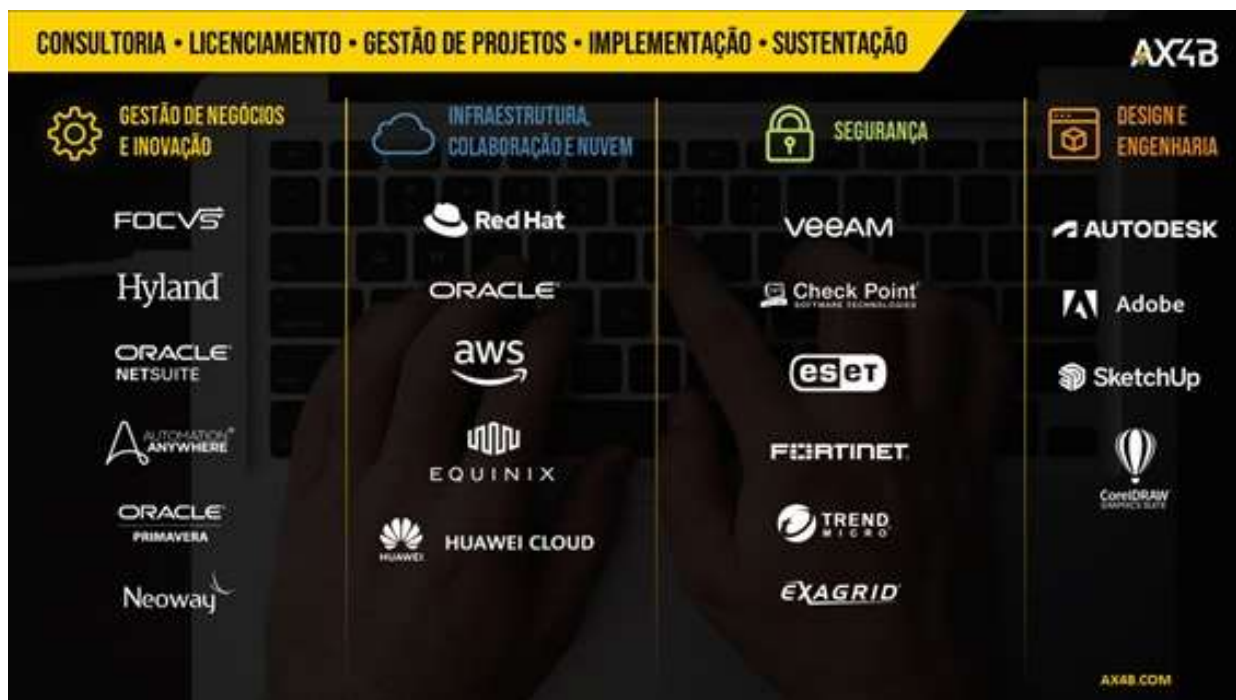 CONSULTORIA • LICENCIAMENTO • GESTÃO DE PROJETOS • IMPLEMENTAÇÃO • SUSTENTAÇÃO
AX4B
GESTÃO DE NEGÓCIOS
E INOVAÇÃO
FOCVS
Hyland
ORACLE
NETSUITE
AUTOMATION
ANYWHERE
ORACLE
PRIMAVERA
Neoway
INFRAESTRUTURA,
COLABORAÇÃO E NUVEM
Red Hat
ORACLE
aws
EQUINIX
HUAWEI
HUAWEI CLOUD
SEGURANÇA
veeAM
Check Point
SOFTWARE TECHNOLOGIES
eseT
FORTINET
TREND
MICRO
EXAGRID
DESIGN E
ENGENHARIA
AUTODESK
Adobe
SketchUp
CorelDRAW
GRAPHICS SUITE
AX4B.COM